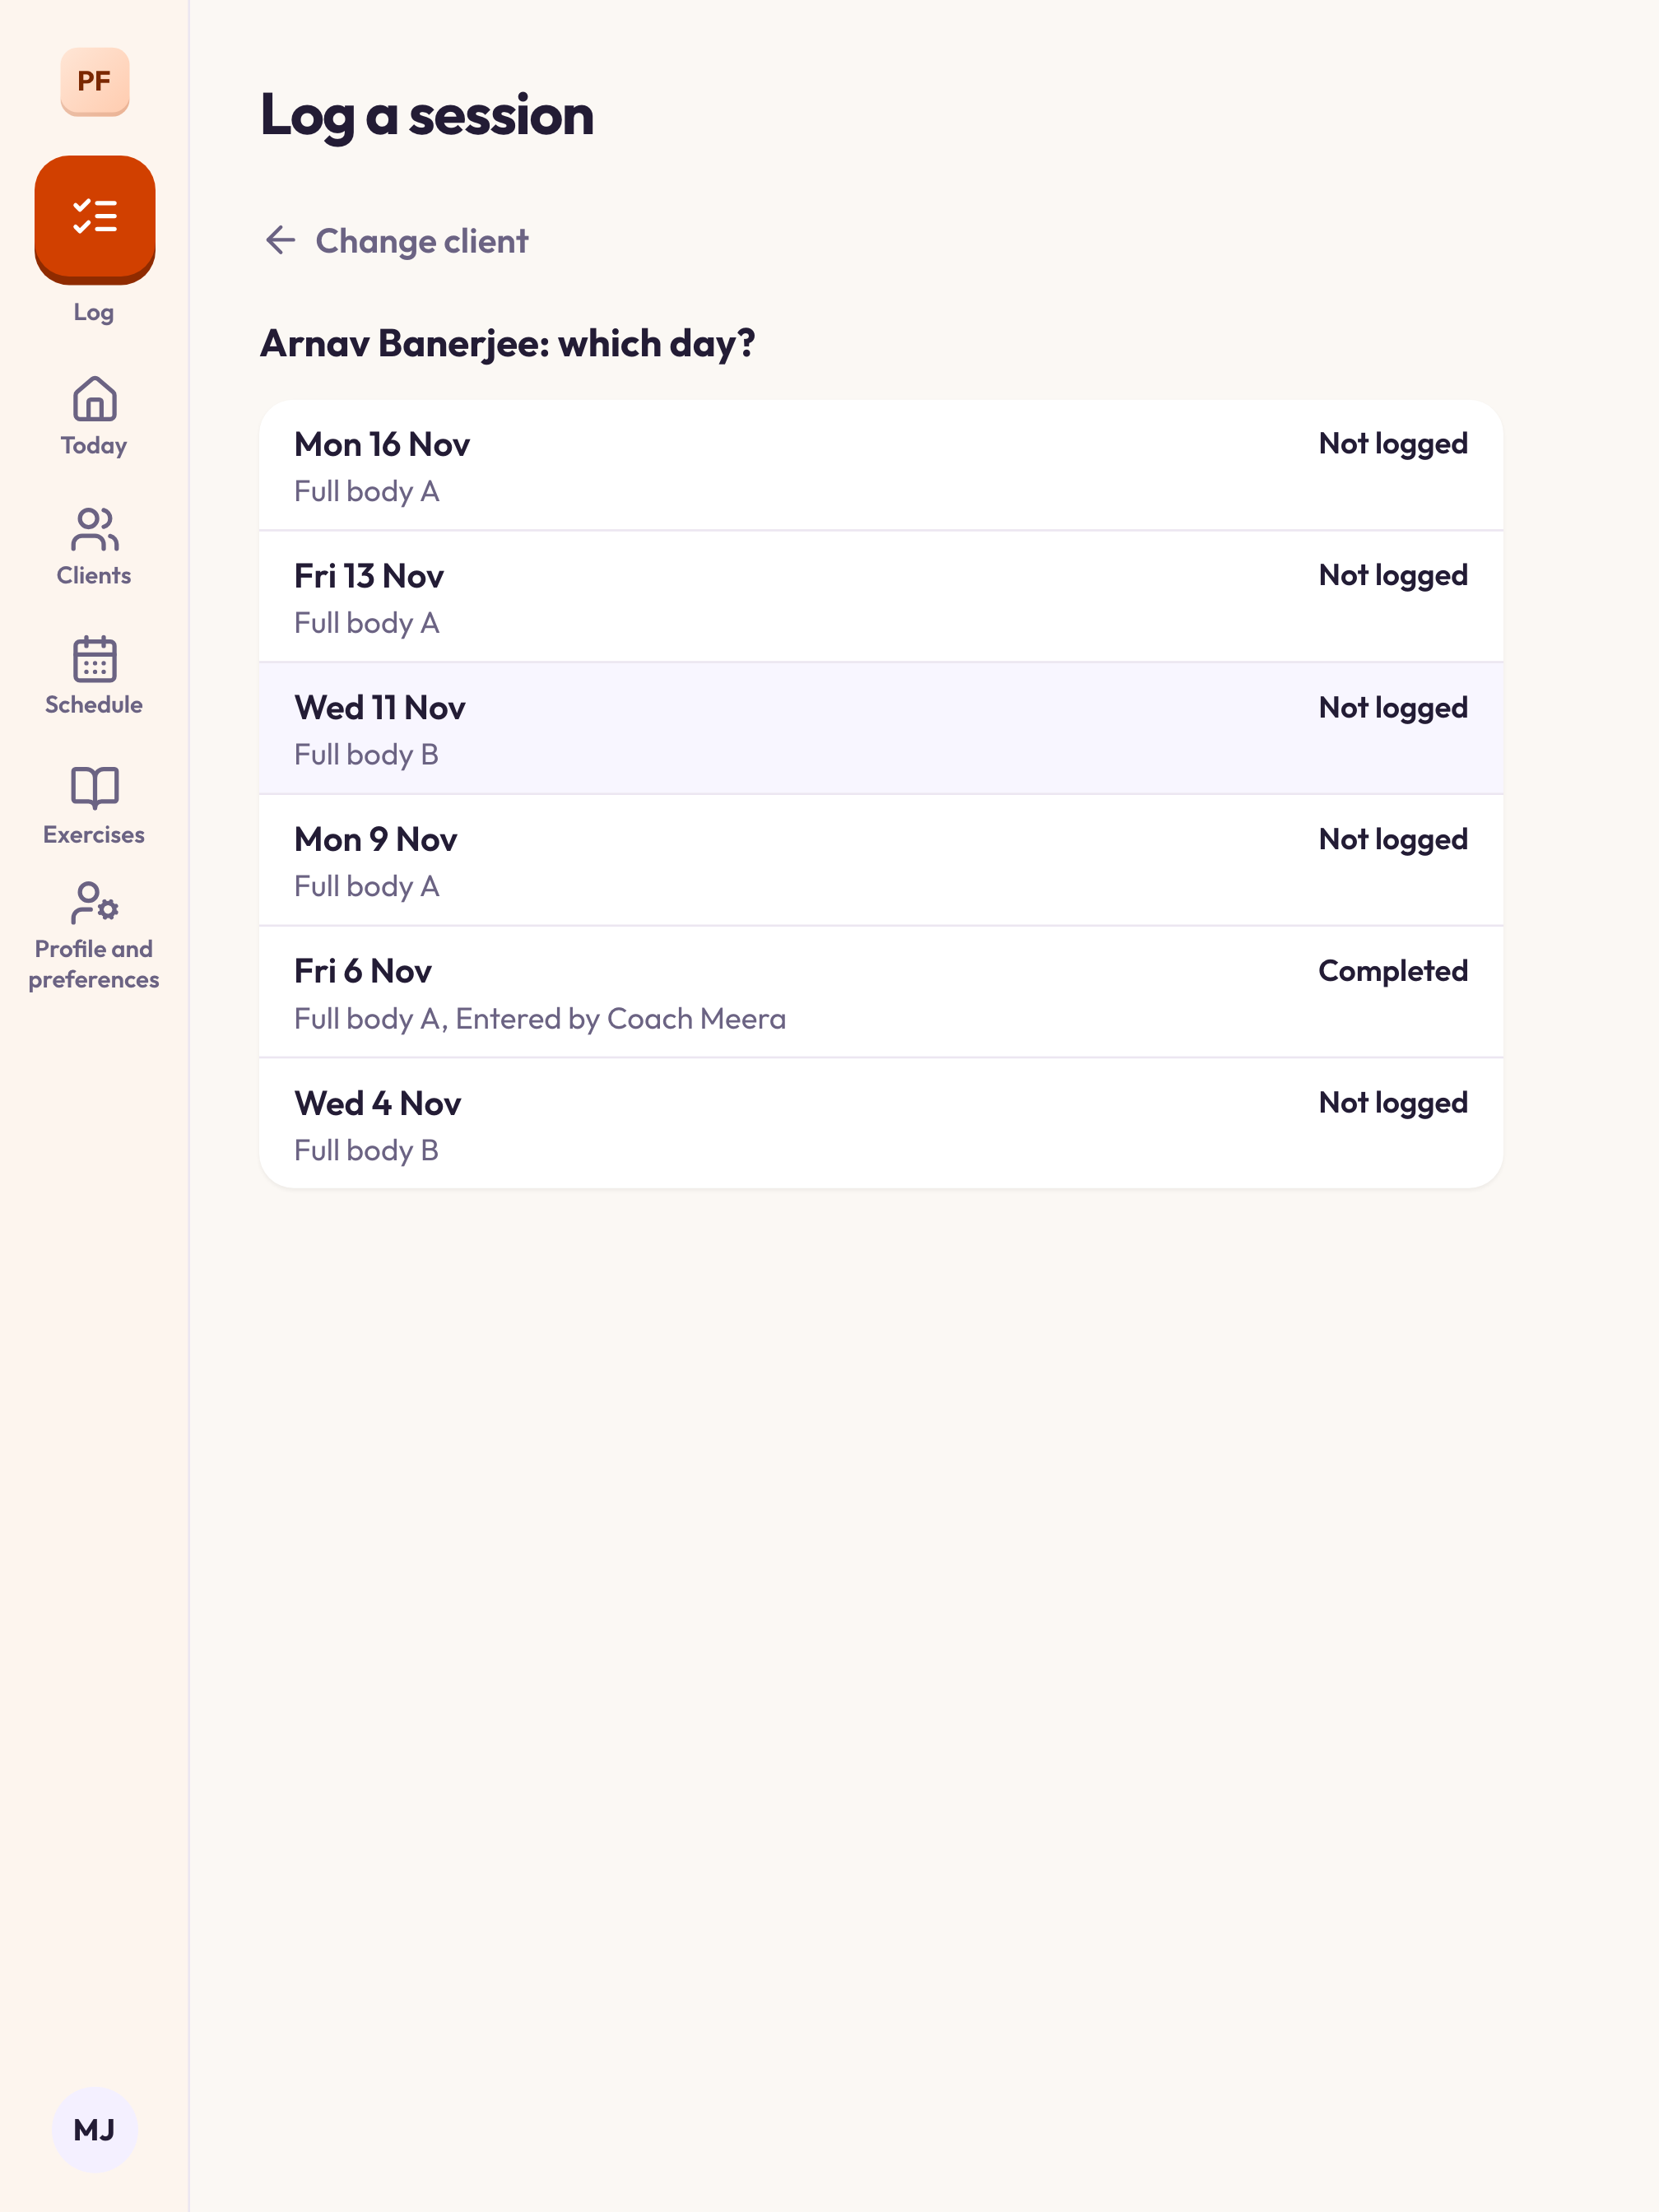 PF
Log
Today
Clients
Schedule
Exercises
Profile and
preferences
MJ
Log a session
Change client
Arnav Banerjee: which day?
Mon 16 Nov
Not logged
Full body A
Fri 13 Nov
Not logged
Full body A
Wed 11 Nov
Not logged
Full body B
Mon 9 Nov
Not logged
Full body A
Fri 6 Nov
Completed
Full body A, Entered by Coach Meera
Wed 4 Nov
Not logged
Full body B